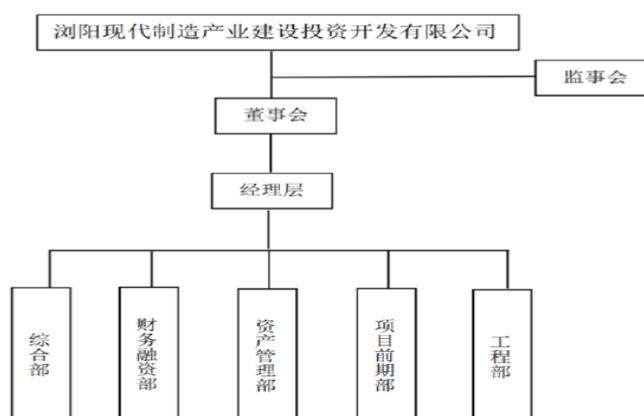 浏阳现代制造产业建设投资开发有限公司
监事会
董事会
经理层
综合部
财务融资部
资产管理部
项目前期部
工程部